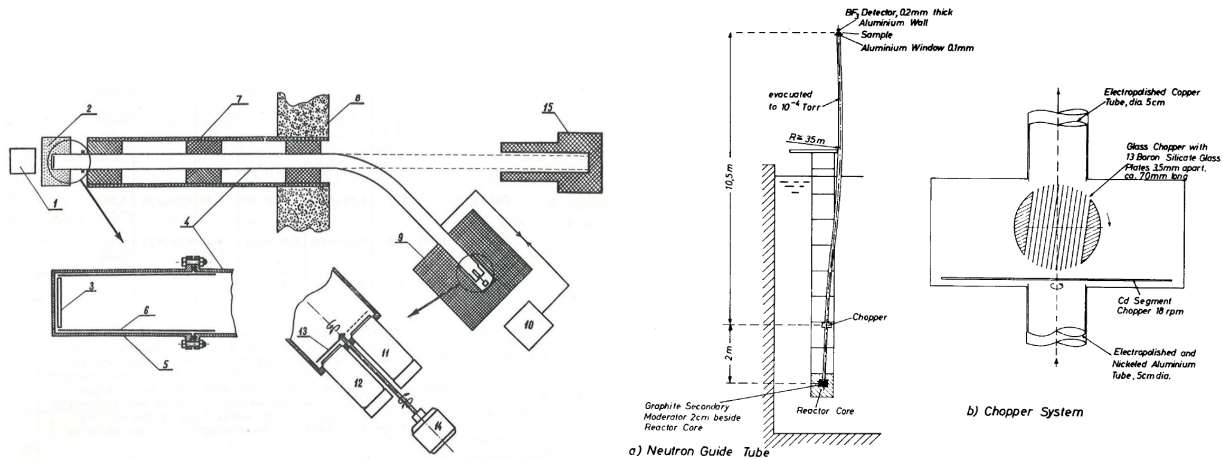 1
2
3
4
5
6
7
8
9
10
11
12
13
14
15
BF3 Detector, 0.2mm thick
Aluminium Wall
Sample
Aluminium Window 0.1mm
evacuated
to 10⁻⁴ Torr
R ≅ 35m
10,5m
2m
Chopper
Graphite Secondary
Moderator 2cm beside
Reactor Core
Reactor Core
a) Neutron Guide Tube
Electropolished Copper
Tube, dia. 5cm
Glass Chopper with
13 Boron Silicate Glass
Plates 3,5mm apart.
ca. 70mm long
Cd Segment
Chopper 18 rpm
Electropolished and
Nickeled Aluminium
Tube, 5cm dia.
b) Chopper System